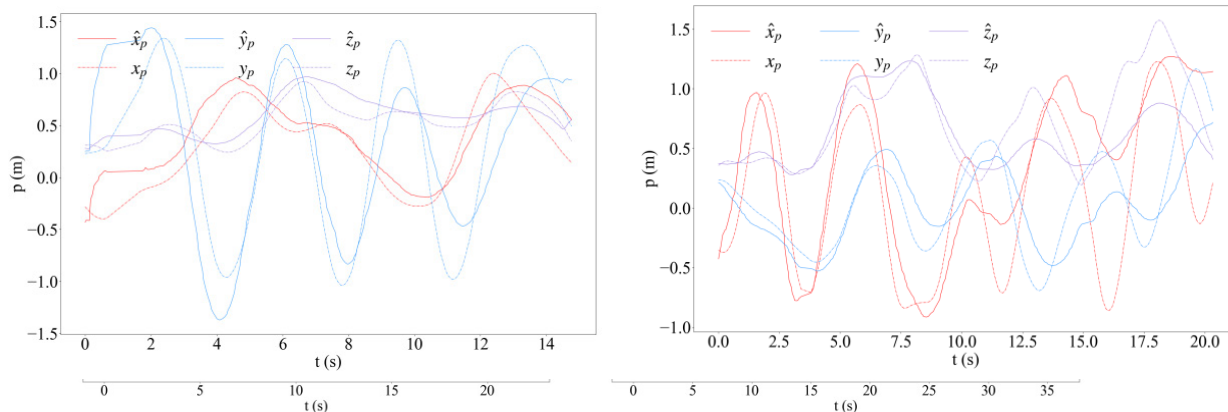 1.5
1.0
0.5
0.0
−0.5
−1.0
−1.5
p (m)
x̂ₚ ŷₚ ẑₚ
xₚ yₚ zₚ
0 2 4 6 8 10 12 14
t (s)
0 5 10 20
t (s)
1.5
1.0
0.5
0.0
−0.5
−1.0
p (m)
x̂ₚ ŷₚ ẑₚ
xₚ yₚ zₚ
0.0 2.5 5.0 7.5 10.0 12.5 15.0 17.5 20.0
t (s)
0 5 10 15 20 25 30 35
t (s)